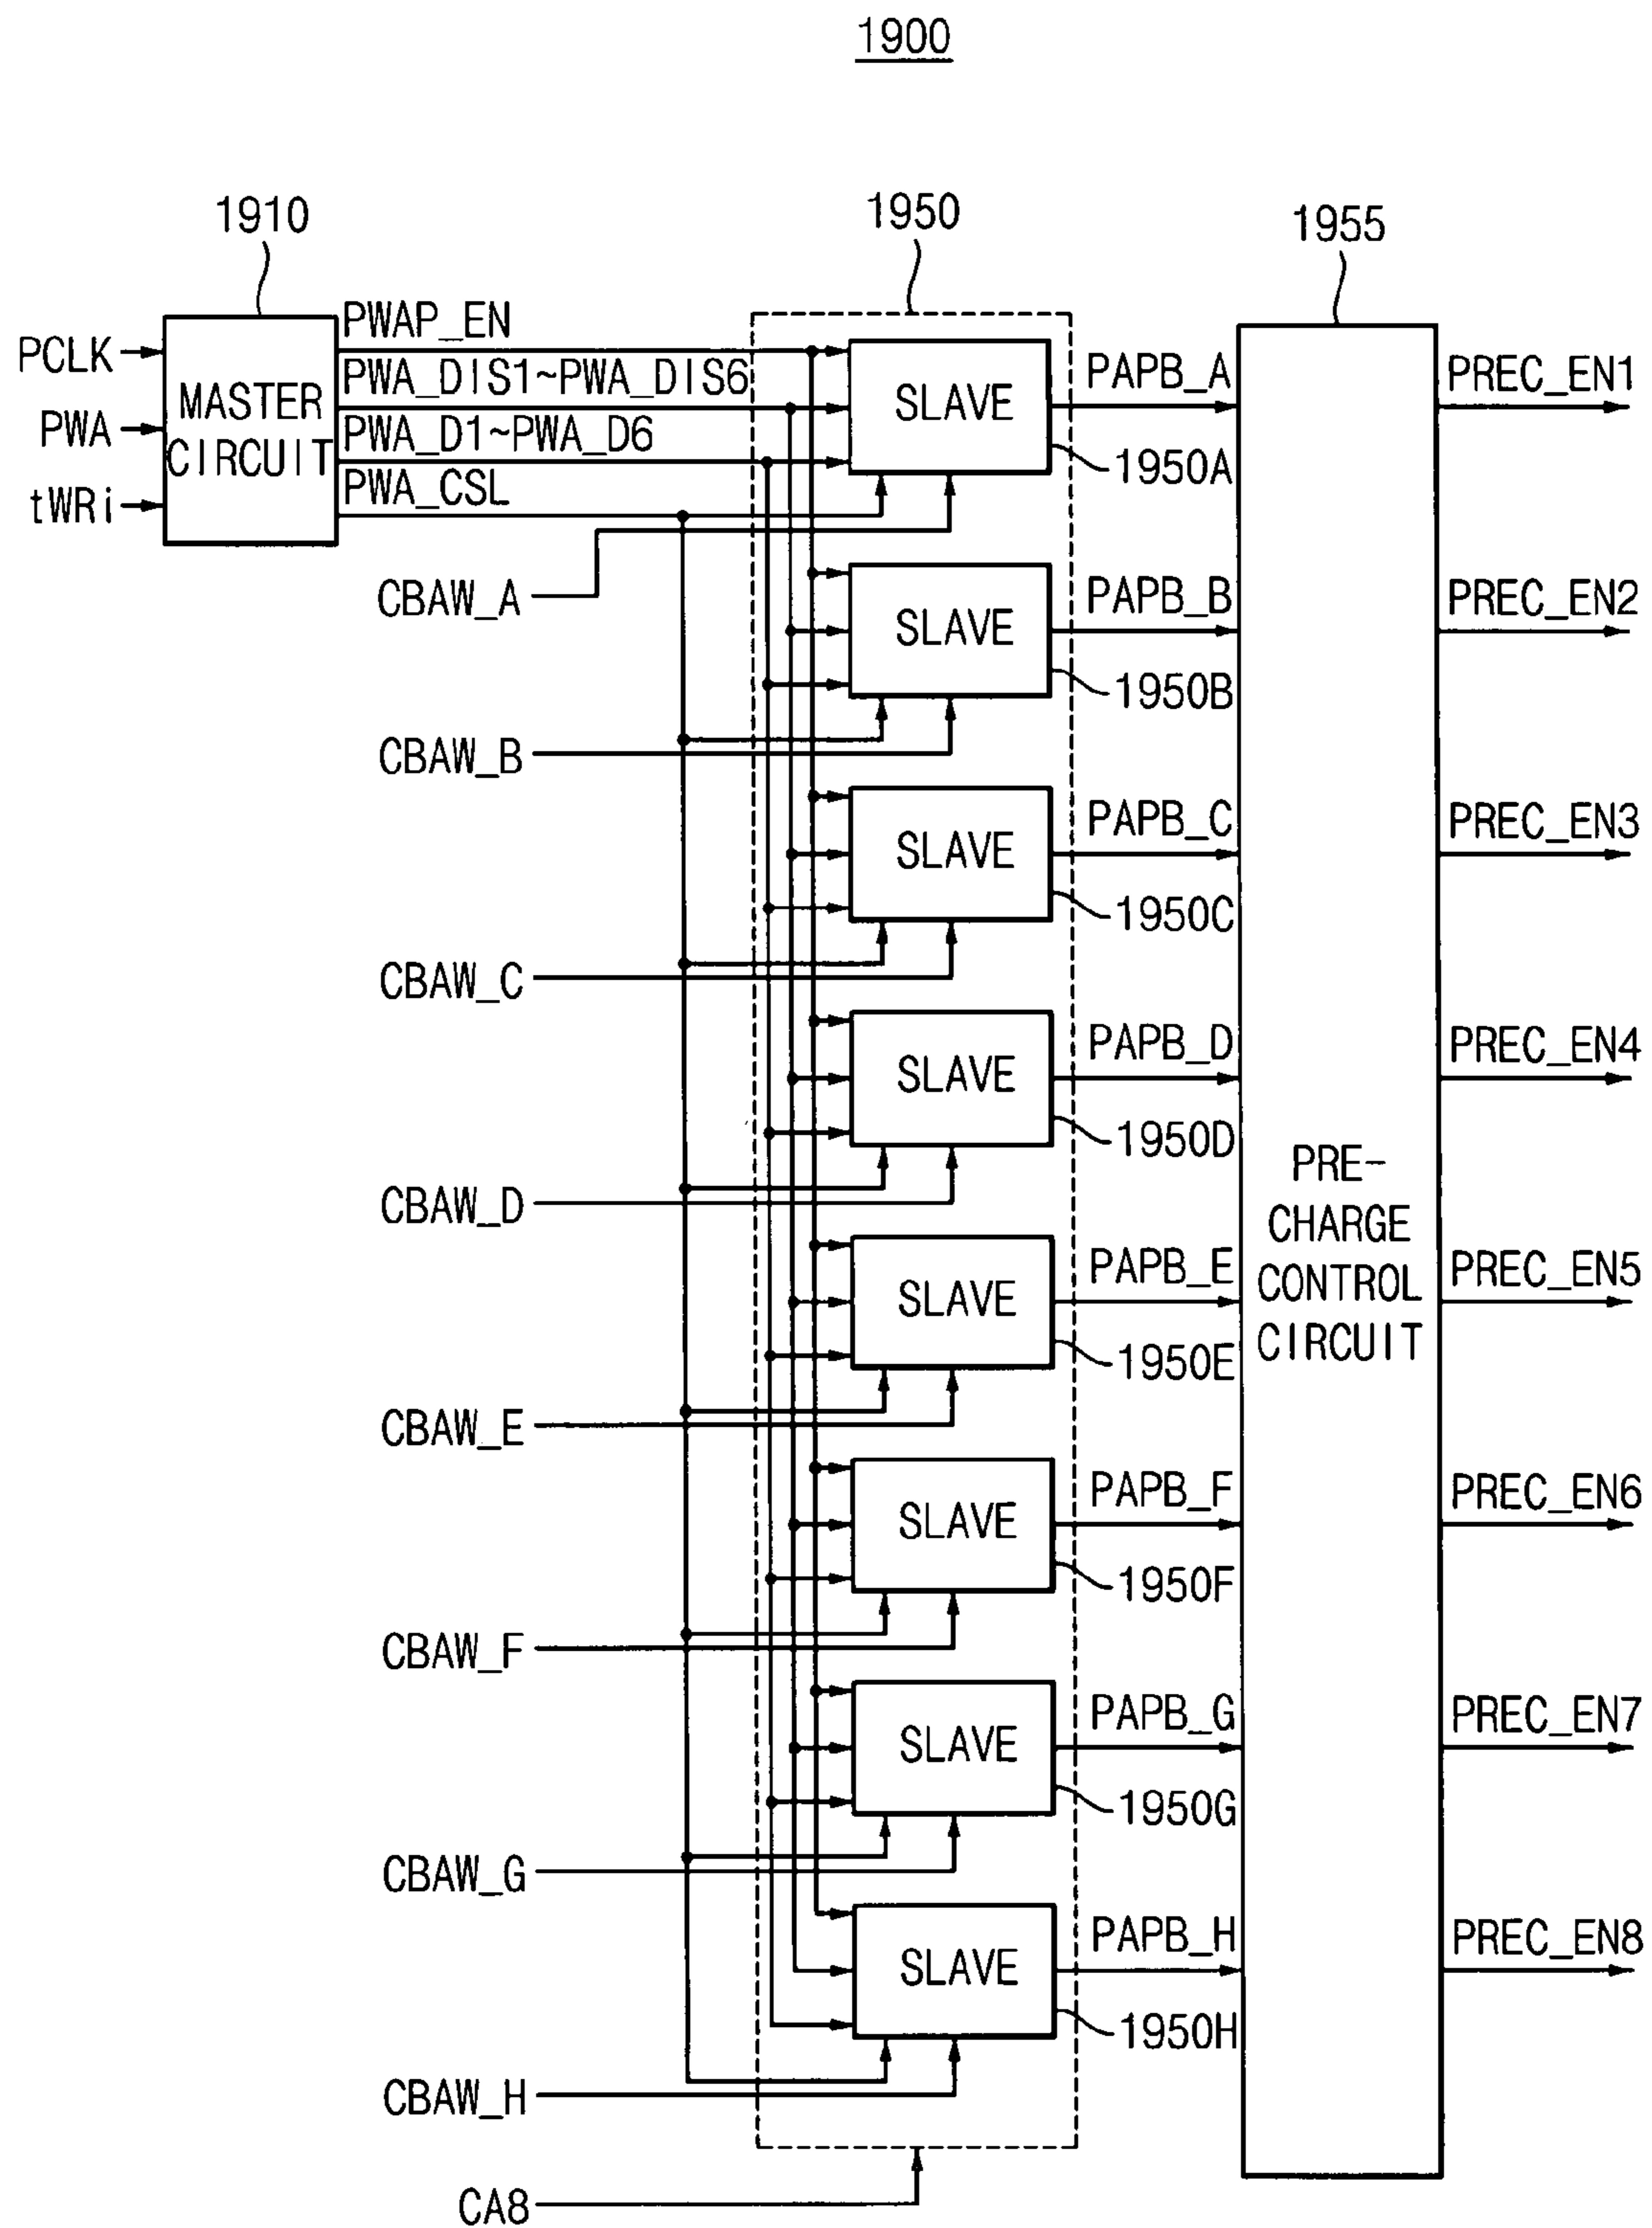 1900
1910
1950
1955
PCLK
PWA
tWRi
MASTER
CIRCUIT
PWAP_EN
PWA_DIS1~PWA_DIS6
PWA_D1~PWA_D6
PWA_CSL
CBAW_A
SLAVE
1950A
PAPB_A
PREC_EN1
CBAW_B
SLAVE
1950B
PAPB_B
PREC_EN2
CBAW_C
SLAVE
1950C
PAPB_C
PREC_EN3
CBAW_D
SLAVE
1950D
PAPB_D
PREC_EN4
PRE-
CHARGE
CONTROL
CIRCUIT
CBAW_E
SLAVE
1950E
PAPB_E
PREC_EN5
CBAW_F
SLAVE
1950F
PAPB_F
PREC_EN6
CBAW_G
SLAVE
1950G
PAPB_G
PREC_EN7
CBAW_H
SLAVE
1950H
PAPB_H
PREC_EN8
CA8